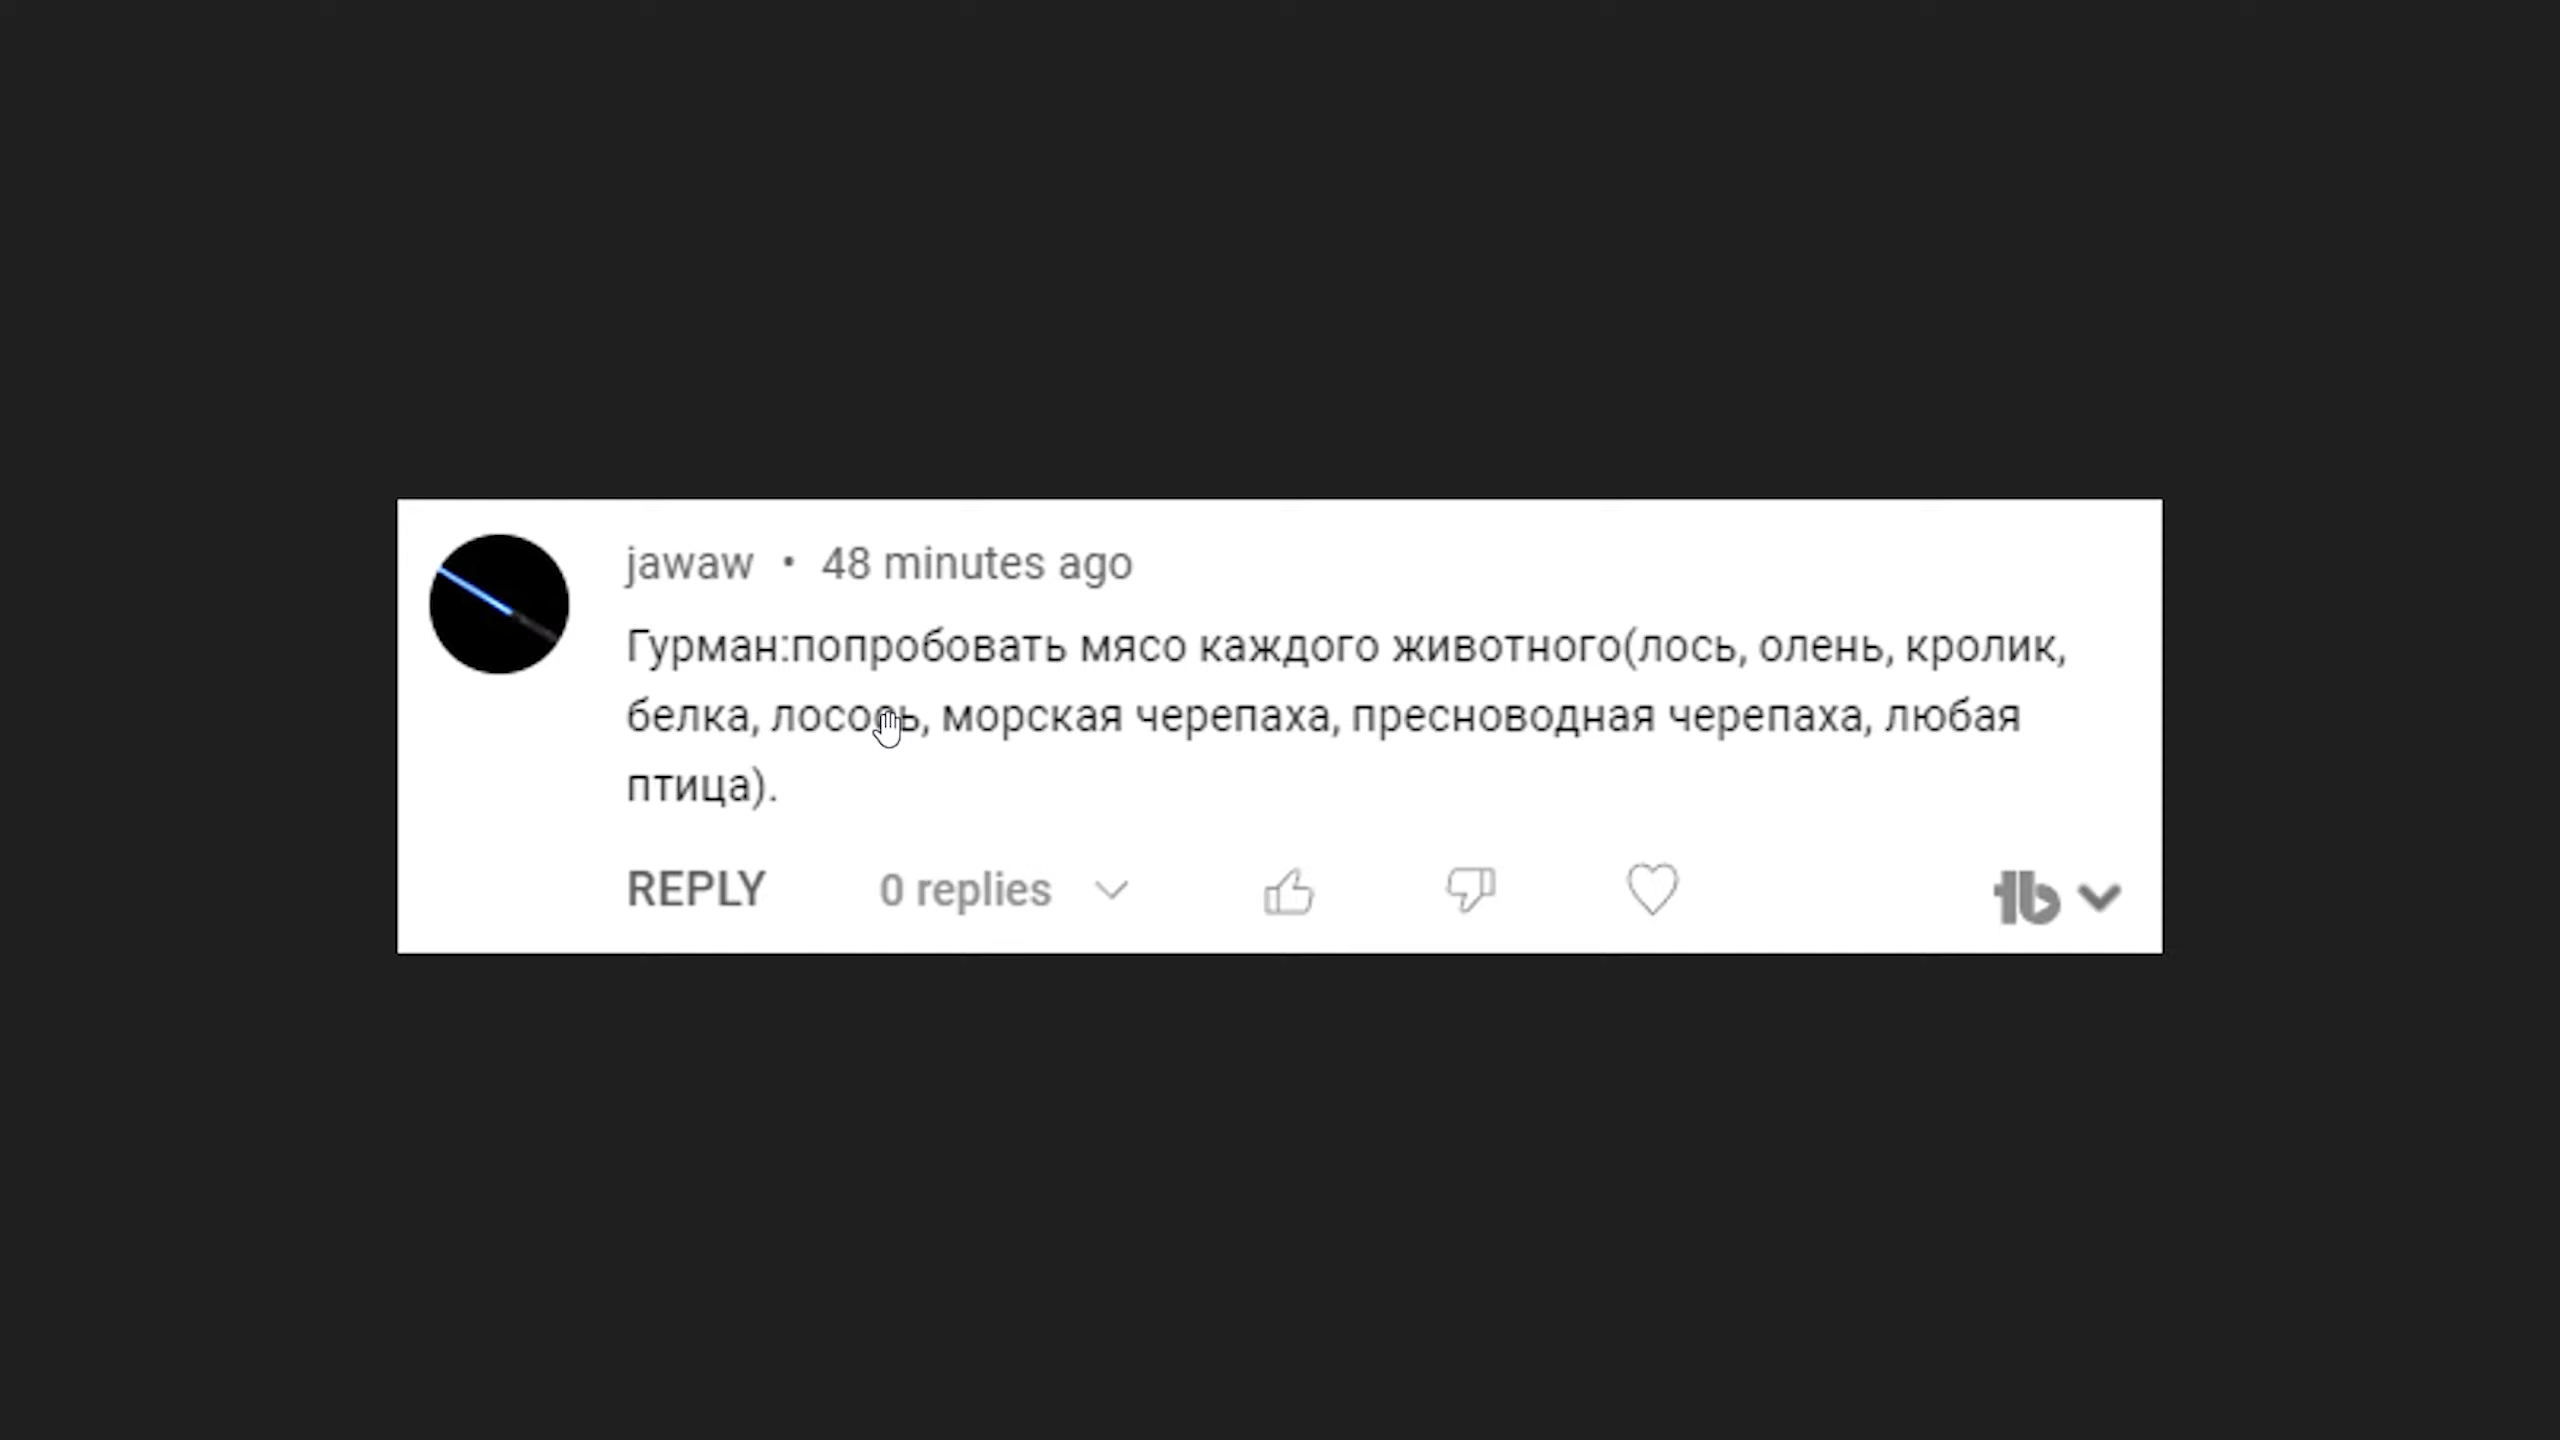 jawaw • 48 minutes ago
Гурман:попробовать мясо каждого животного(лось, олень, кролик,
белка, лосось, морская черепаха, пресноводная черепаха, любая
птица).
REPLY 0 replies tb